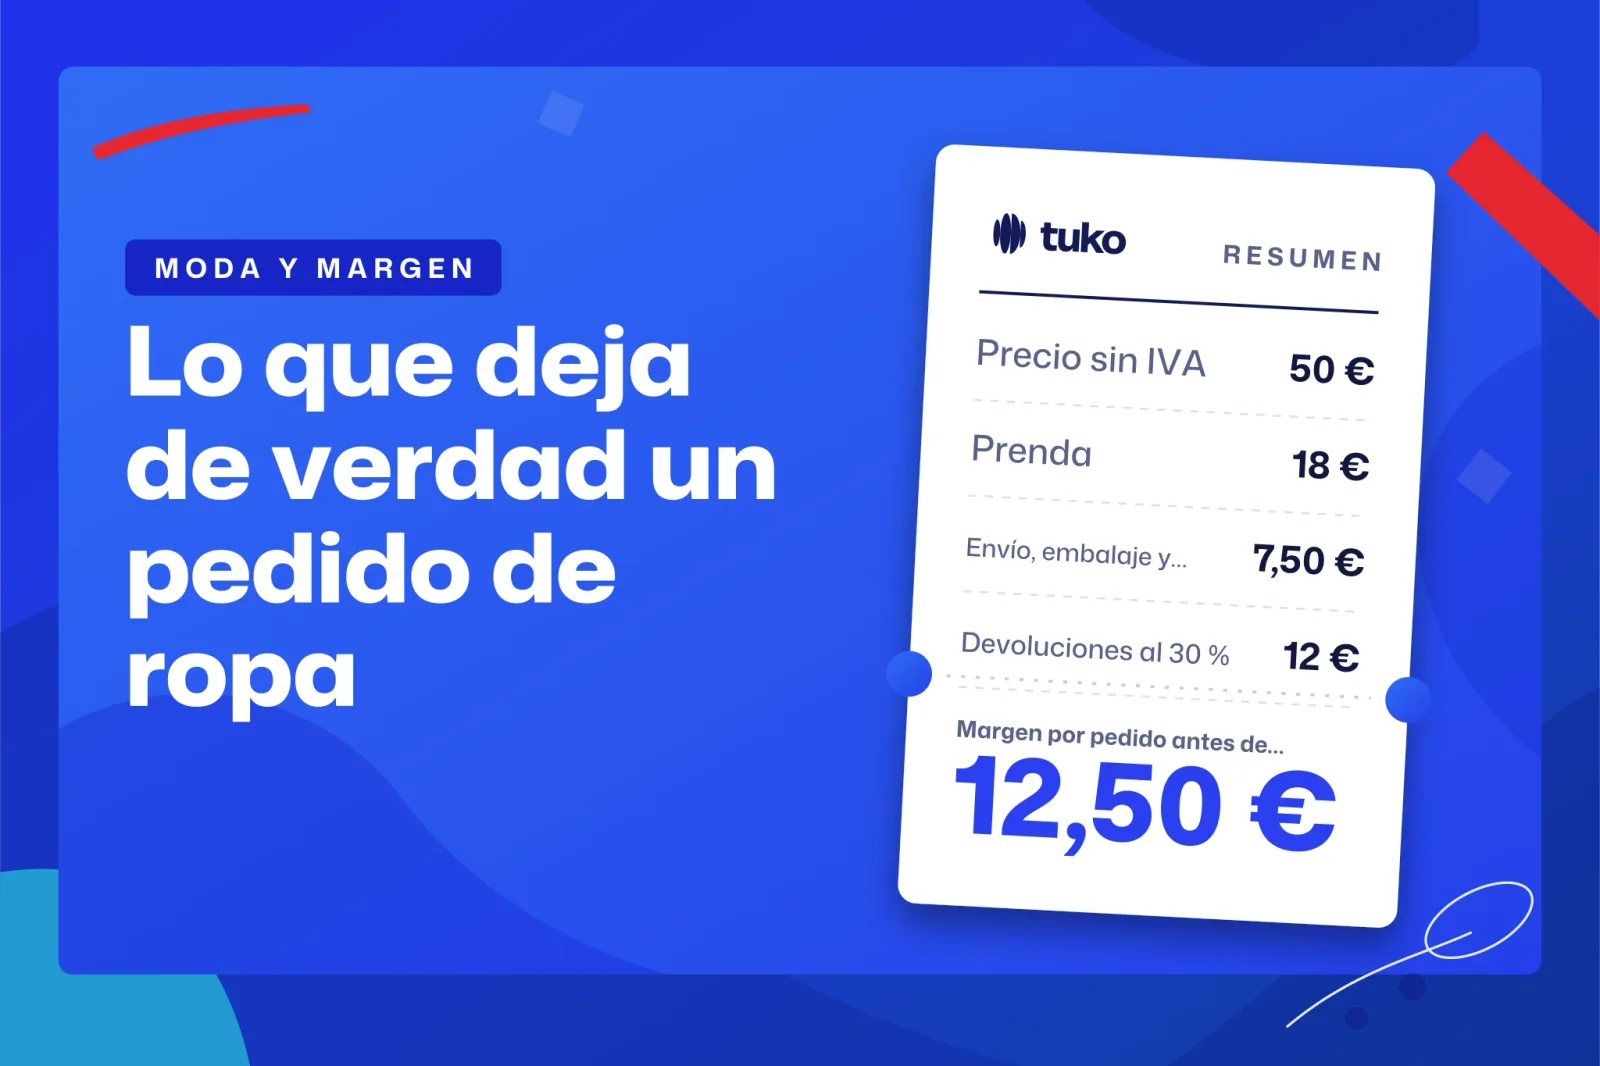 MODA Y MARGEN
Lo que deja
de verdad un
pedido de
ropa
tuko
RESUMEN
Precio sin IVA 50 €
Prenda 18 €
Envío, embalaje y... 7,50 €
Devoluciones al 30 % 12 €
Margen por pedido antes de...
12,50 €